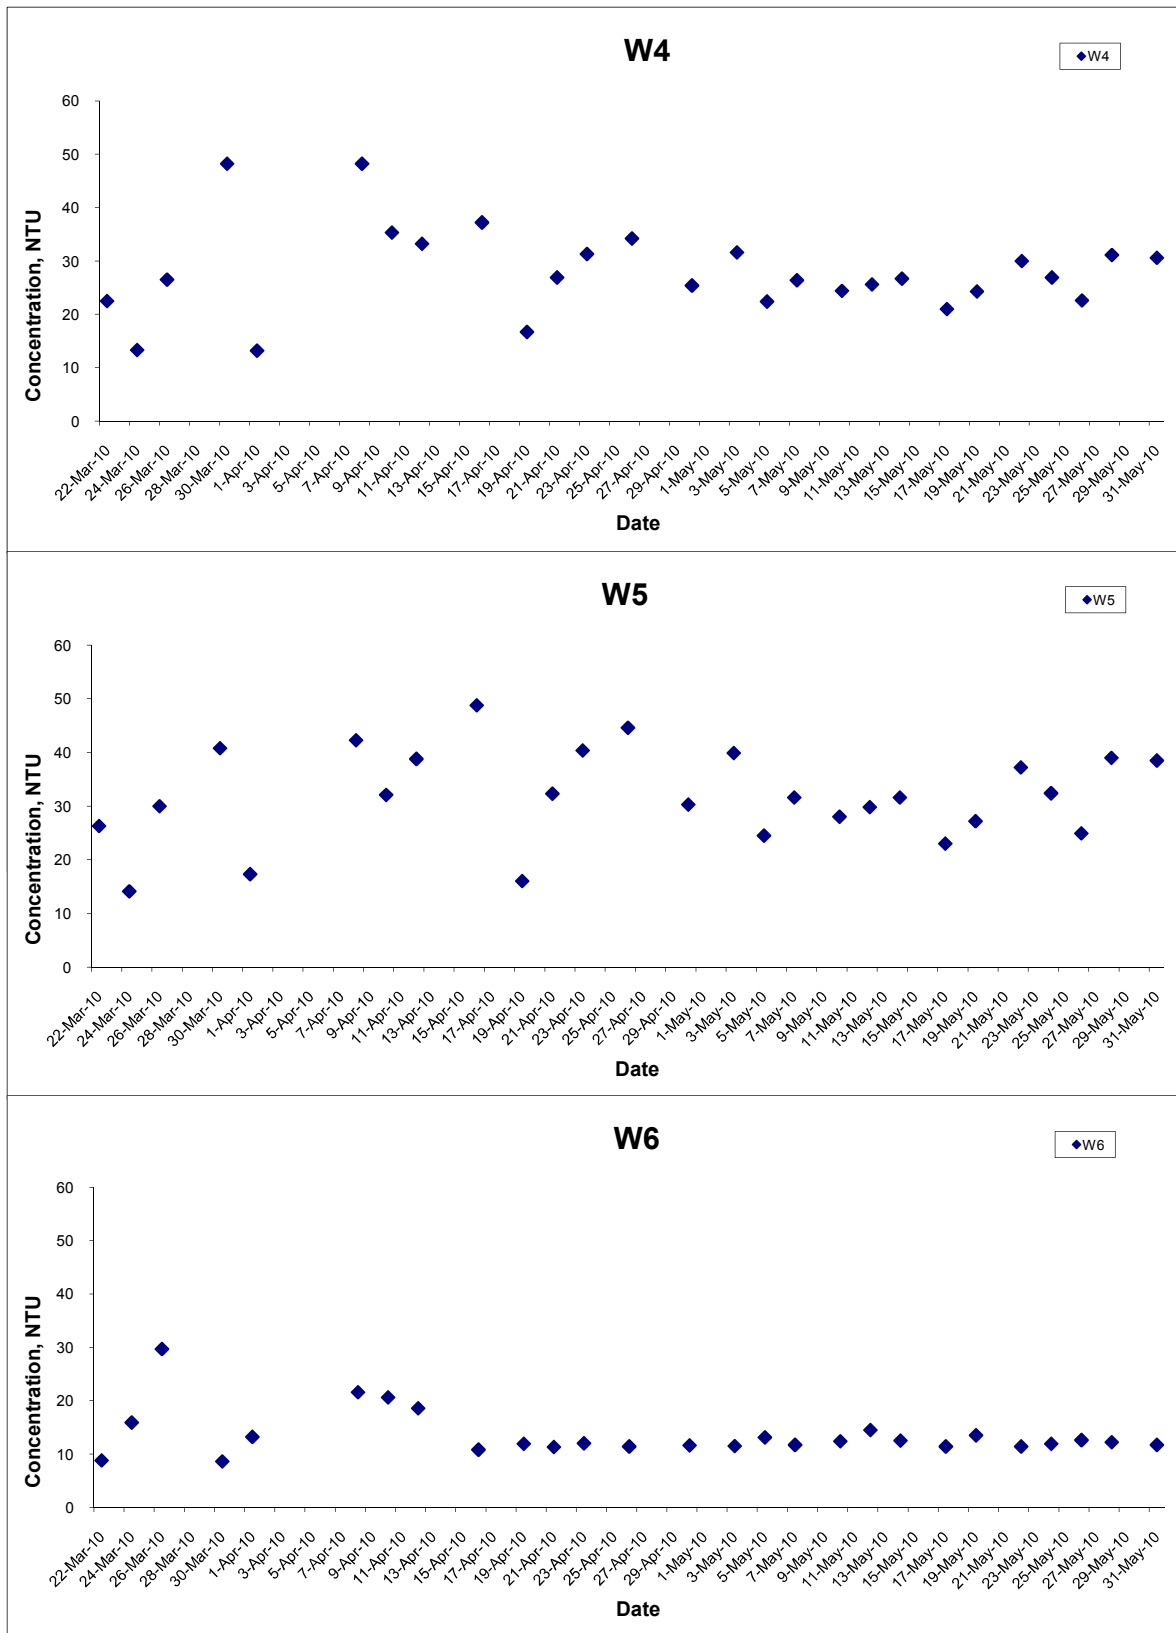 W4
W4
60
50
40
30
20
10
0
Concentration, NTU
22-Mar-10
24-Mar-10
26-Mar-10
28-Mar-10
30-Mar-10
1-Apr-10
3-Apr-10
5-Apr-10
7-Apr-10
9-Apr-10
11-Apr-10
13-Apr-10
15-Apr-10
17-Apr-10
19-Apr-10
21-Apr-10
23-Apr-10
25-Apr-10
27-Apr-10
29-Apr-10
1-May-10
3-May-10
5-May-10
7-May-10
9-May-10
11-May-10
13-May-10
15-May-10
17-May-10
19-May-10
21-May-10
23-May-10
25-May-10
27-May-10
29-May-10
31-May-10
Date
W5
W5
60
50
40
30
20
10
0
Concentration, NTU
22-Mar-10
24-Mar-10
26-Mar-10
28-Mar-10
30-Mar-10
1-Apr-10
3-Apr-10
5-Apr-10
7-Apr-10
9-Apr-10
11-Apr-10
13-Apr-10
15-Apr-10
17-Apr-10
19-Apr-10
21-Apr-10
23-Apr-10
25-Apr-10
27-Apr-10
29-Apr-10
1-May-10
3-May-10
5-May-10
7-May-10
9-May-10
11-May-10
13-May-10
15-May-10
17-May-10
19-May-10
21-May-10
23-May-10
25-May-10
27-May-10
29-May-10
31-May-10
Date
W6
W6
60
50
40
30
20
10
0
Concentration, NTU
22-Mar-10
24-Mar-10
26-Mar-10
28-Mar-10
30-Mar-10
1-Apr-10
3-Apr-10
5-Apr-10
7-Apr-10
9-Apr-10
11-Apr-10
13-Apr-10
15-Apr-10
17-Apr-10
19-Apr-10
21-Apr-10
23-Apr-10
25-Apr-10
27-Apr-10
29-Apr-10
1-May-10
3-May-10
5-May-10
7-May-10
9-May-10
11-May-10
13-May-10
15-May-10
17-May-10
19-May-10
21-May-10
23-May-10
25-May-10
27-May-10
29-May-10
31-May-10
Date